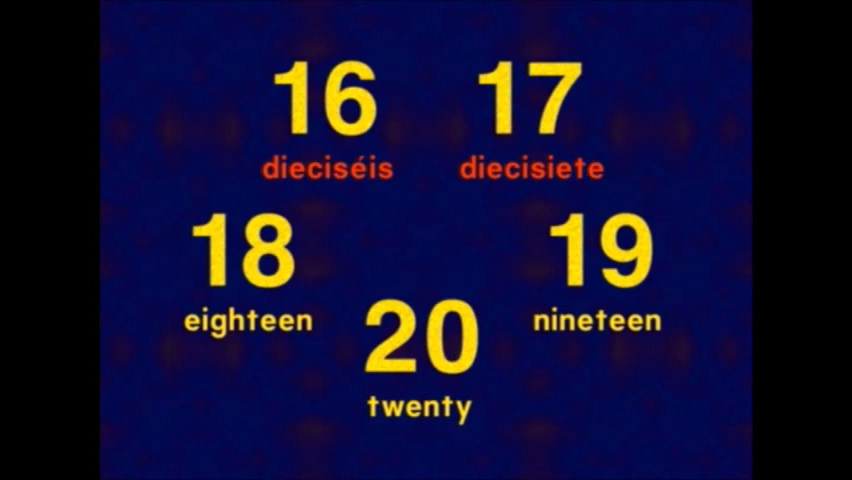 16 17
dieciséis diecisiete
18 19
eighteen nineteen
20
twenty